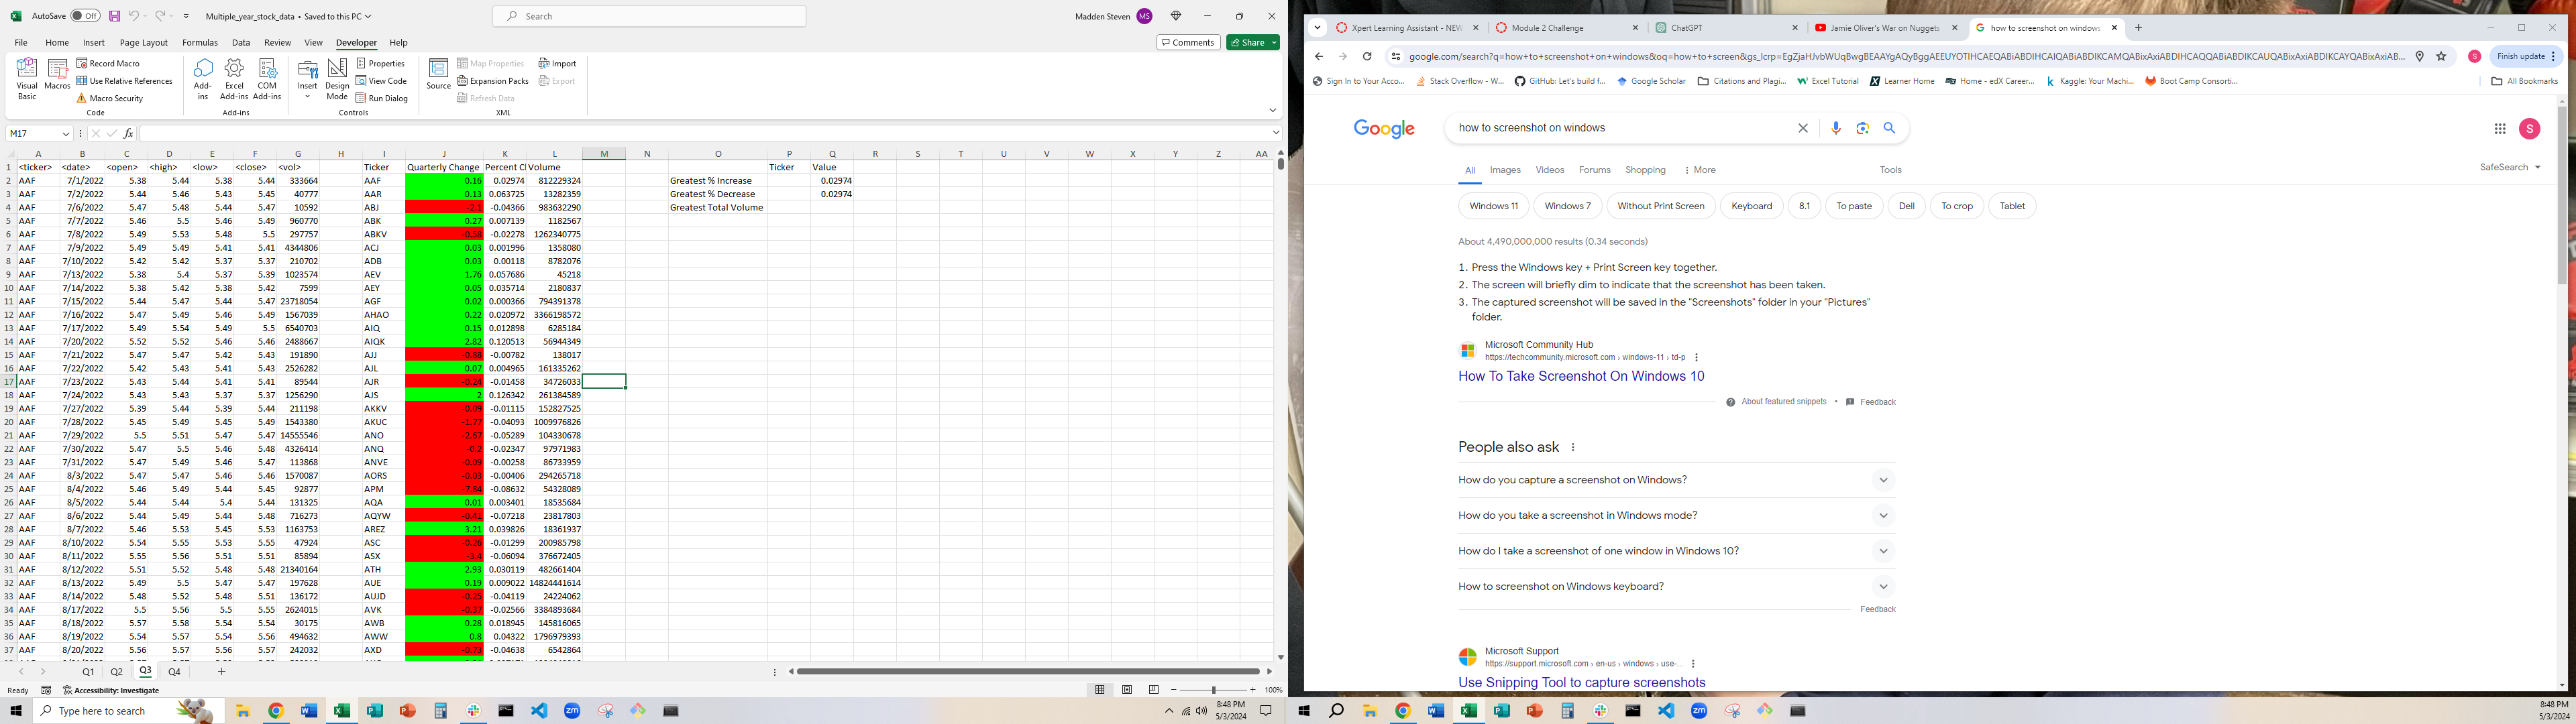 AutoSave Off Multiple_year_stock_data • Saved to this PC Search Madden Steven MS
File Home Insert Page Layout Formulas Data Review View Developer Help Comments Share
Visual Basic Macros Record Macro Use Relative References Macro Security Code
Add-ins Excel Add-ins COM Add-ins Add-ins
Insert Design Mode Properties View Code Run Dialog Controls
Source Map Properties Expansion Packs Refresh Data Import Export XML
M17 fx
A B C D E F G H I J K L M N O P Q R S T U V W X Y Z AA
1 <ticker> <date> <open> <high> <low> <close> <vol> Ticker Quarterly Change Percent Cl Volume Ticker Value
2 AAF 7/1/2022 5.38 5.44 5.38 5.44 333664 AAF 0.16 0.02974 812229324 Greatest % Increase 0.02974
3 AAF 7/2/2022 5.44 5.46 5.43 5.45 40777 AAR 0.13 0.063725 13282359 Greatest % Decrease 0.02974
4 AAF 7/6/2022 5.47 5.48 5.44 5.47 10592 ABJ -2.1 -0.04366 983632290 Greatest Total Volume
5 AAF 7/7/2022 5.46 5.5 5.46 5.49 960770 ABK 0.27 0.007139 1182567
6 AAF 7/8/2022 5.49 5.53 5.48 5.5 297757 ABKV -0.58 -0.02278 1262340775
7 AAF 7/9/2022 5.49 5.49 5.41 5.41 4344806 ACJ 0.03 0.001996 1358080
8 AAF 7/10/2022 5.42 5.42 5.37 5.37 210702 ADB 0.03 0.00118 8782076
9 AAF 7/13/2022 5.38 5.4 5.37 5.39 1023574 AEV 1.76 0.057686 45218
10 AAF 7/14/2022 5.38 5.42 5.38 5.42 7599 AEY 0.05 0.035714 2180837
11 AAF 7/15/2022 5.44 5.47 5.44 5.47 23718054 AGF 0.02 0.000366 794391378
12 AAF 7/16/2022 5.47 5.49 5.46 5.49 1567039 AHAO 0.22 0.020972 3366198572
13 AAF 7/17/2022 5.49 5.54 5.49 5.5 6540703 AIQ 0.15 0.012898 6285184
14 AAF 7/20/2022 5.52 5.52 5.46 5.46 2488667 AIQK 2.82 0.120513 56944349
15 AAF 7/21/2022 5.47 5.47 5.42 5.43 191890 AJJ -0.88 -0.00782 138017
16 AAF 7/22/2022 5.42 5.43 5.41 5.43 2526282 AJL 0.07 0.004965 161335262
17 AAF 7/23/2022 5.43 5.44 5.41 5.41 89544 AJR -0.24 -0.01458 34726033
18 AAF 7/24/2022 5.43 5.43 5.37 5.37 1256290 AJS 2 0.126342 261384589
19 AAF 7/27/2022 5.39 5.44 5.39 5.44 211198 AKKV -0.09 -0.01115 152827525
20 AAF 7/28/2022 5.45 5.49 5.45 5.49 1543380 AKUC -1.77 -0.04093 1009976826
21 AAF 7/29/2022 5.5 5.51 5.47 5.47 14555546 ANO -2.67 -0.05289 104330678
22 AAF 7/30/2022 5.47 5.5 5.46 5.48 4326414 ANQ -0.2 -0.02347 97971983
23 AAF 7/31/2022 5.47 5.49 5.46 5.47 113868 ANVE -0.09 -0.00258 86733959
24 AAF 8/3/2022 5.47 5.47 5.46 5.46 1570087 AORS -0.03 -0.00406 294265718
25 AAF 8/4/2022 5.46 5.49 5.44 5.45 92877 APM -7.84 -0.08632 54328089
26 AAF 8/5/2022 5.44 5.44 5.4 5.44 131325 AQA 0.01 0.003401 18535684
27 AAF 8/6/2022 5.44 5.49 5.44 5.48 716273 AQYW -0.41 -0.07218 23817803
28 AAF 8/7/2022 5.46 5.53 5.45 5.53 1163753 AREZ 3.21 0.039826 18361937
29 AAF 8/10/2022 5.54 5.55 5.53 5.55 47924 ASC -0.26 -0.01299 200985798
30 AAF 8/11/2022 5.55 5.56 5.51 5.51 85894 ASX -3.4 -0.06094 376672405
31 AAF 8/12/2022 5.51 5.52 5.48 5.48 21340164 ATH 2.93 0.030119 482661404
32 AAF 8/13/2022 5.49 5.5 5.47 5.47 197628 AUE 0.19 0.009022 14824441614
33 AAF 8/14/2022 5.48 5.52 5.48 5.51 136172 AUJD -0.25 -0.04119 24224062
34 AAF 8/17/2022 5.5 5.56 5.5 5.55 2624015 AVK -0.37 -0.02566 3384893684
35 AAF 8/18/2022 5.57 5.58 5.54 5.54 30175 AWB 0.28 0.018945 145816065
36 AAF 8/19/2022 5.54 5.57 5.54 5.56 494632 AWW 0.8 0.04322 1796979393
37 AAF 8/20/2022 5.56 5.57 5.56 5.57 242032 AXD -0.73 -0.04638 6542864
Q1 Q2 Q3 Q4
Ready Accessibility: Investigate 100%
Type here to search 8:48 PM 5/3/2024
Xpert Learning Assistant - NEW Module 2 Challenge ChatGPT Jamie Oliver's War on Nuggets how to screenshot on windows
google.com/search?q=how+to+screenshot+on+windows&oq=how+to+screen&gs_lcrp=EgZjaHJvbWUqBwgBEAAYgAQyBggAEEUYOTIHCAEQABiABDIHCAIQABiABDIKCAMQABixAxiABDIHCAQQABiABDIKCAUQABixAxiABDIKCAYQABixAxiAB... S Finish update
Sign In to Your Acco... Stack Overflow - W... GitHub: Let's build f... Google Scholar Citations and Plagi... Excel Tutorial Learner Home Home - edX Career... Kaggle: Your Machi... Boot Camp Consorti... All Bookmarks
Google how to screenshot on windows S
All Images Videos Forums Shopping More Tools SafeSearch
Windows 11 Windows 7 Without Print Screen Keyboard 8.1 To paste Dell To crop Tablet
About 4,490,000,000 results (0.34 seconds)
1. Press the Windows key + Print Screen key together.
2. The screen will briefly dim to indicate that the screenshot has been taken.
3. The captured screenshot will be saved in the "Screenshots" folder in your "Pictures"
folder.
Microsoft Community Hub
https://techcommunity.microsoft.com › windows-11 › td-p
How To Take Screenshot On Windows 10
About featured snippets • Feedback
People also ask
How do you capture a screenshot on Windows?
How do you take a screenshot in Windows mode?
How do I take a screenshot of one window in Windows 10?
How to screenshot on Windows keyboard?
Feedback
Microsoft Support
https://support.microsoft.com › en-us › windows › use-...
Use Snipping Tool to capture screenshots
8:48 PM
5/3/2024